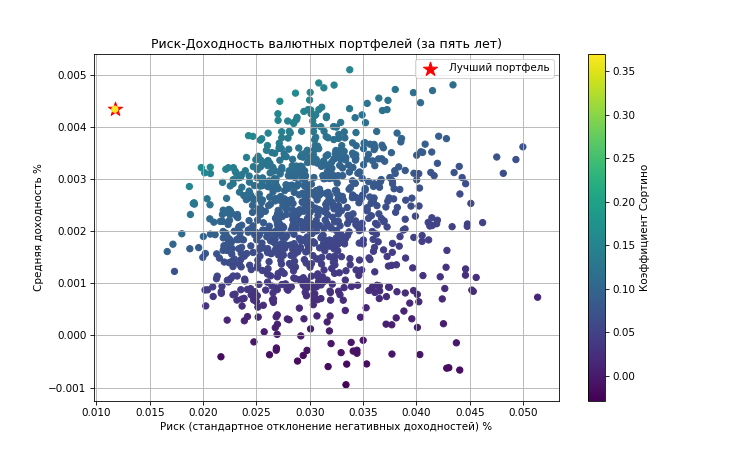 Риск-Доходность валютных портфелей (за пять лет)
Лучший портфель
Средняя доходность %
0.005
0.004
0.003
0.002
0.001
0.000
−0.001
0.010 0.015 0.020 0.025 0.030 0.035 0.040 0.045 0.050
Риск (стандартное отклонение негативных доходностей) %
0.35
0.30
0.25
0.20
0.15
0.10
0.05
0.00
Коэффициент Сортино